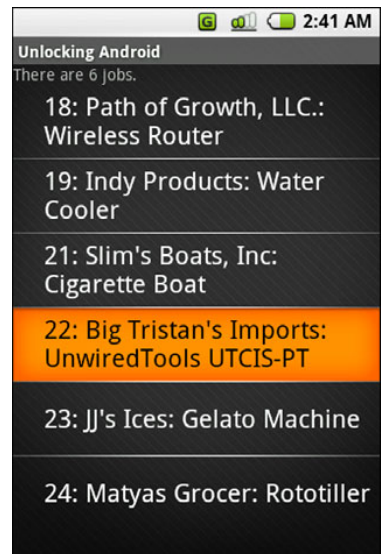 G 2:41 AM
Unlocking Android
There are 6 jobs.
18: Path of Growth, LLC.:
Wireless Router
19: Indy Products: Water
Cooler
21: Slim's Boats, Inc:
Cigarette Boat
22: Big Tristan's Imports:
UnwiredTools UTCIS-PT
23: JJ's Ices: Gelato Machine
24: Matyas Grocer: Rototiller